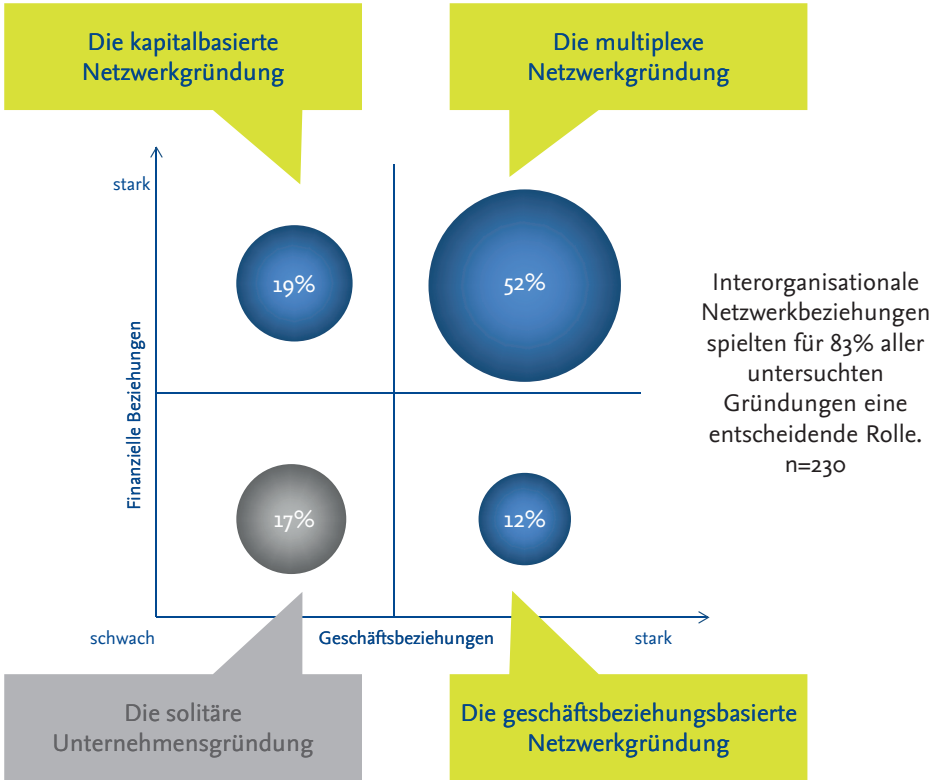 Die kapitalbasierte
Netzwerkgründung
Die multiplexe
Netzwerkgründung
stark
19%
52%
Finanzielle Beziehungen
Interorganisationale
Netzwerkbeziehungen
spielten für 83% aller
untersuchten
Gründungen eine
entscheidende Rolle.
n=230
17%
12%
schwach
Geschäftsbeziehungen
stark
Die solitäre
Unternehmensgründung
Die geschäftsbeziehungsbasierte
Netzwerkgründung